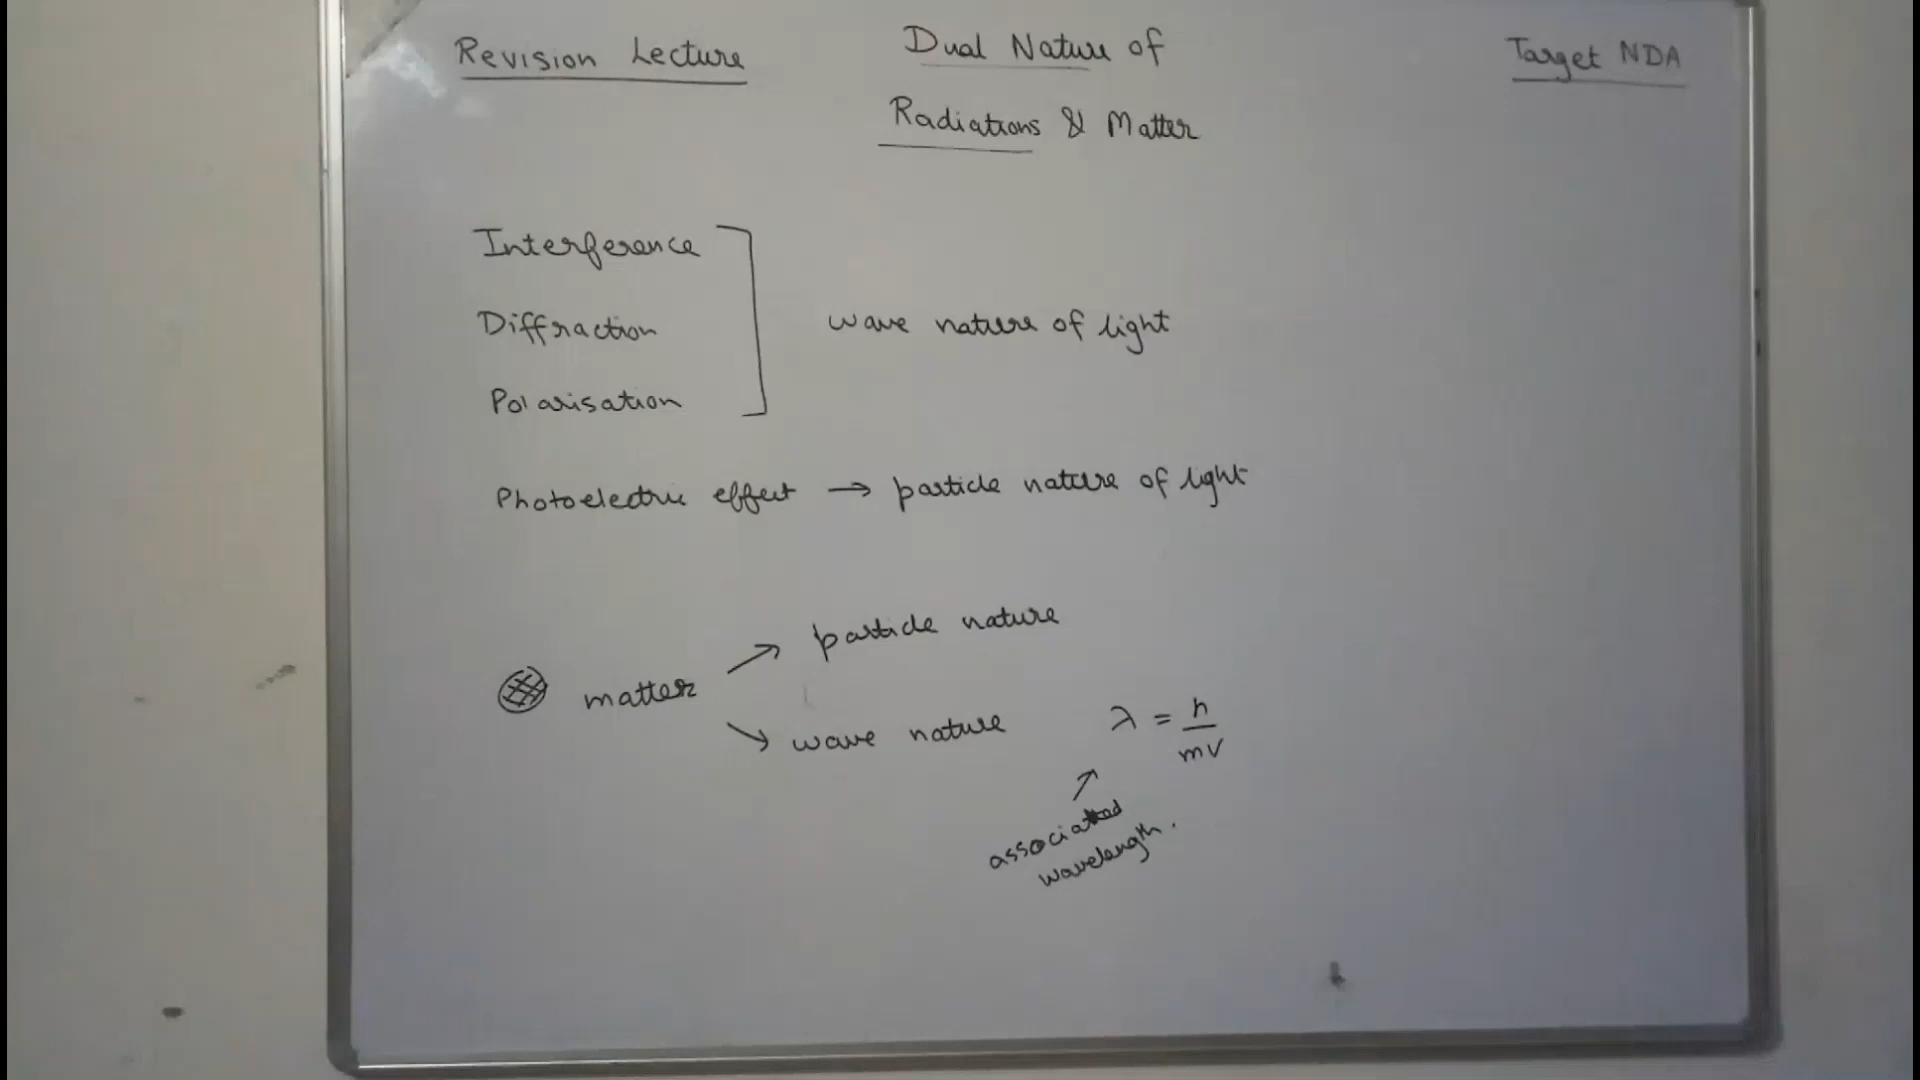 Revision Lecture
Dual Nature of
Radiations & Matter
Target NDA
Interference
Diffraction
Polarisation
wave nature of light
Photoelectric effect → particle nature of light
matter
particle nature
wave nature
λ = h/mv
associated
wavelength.